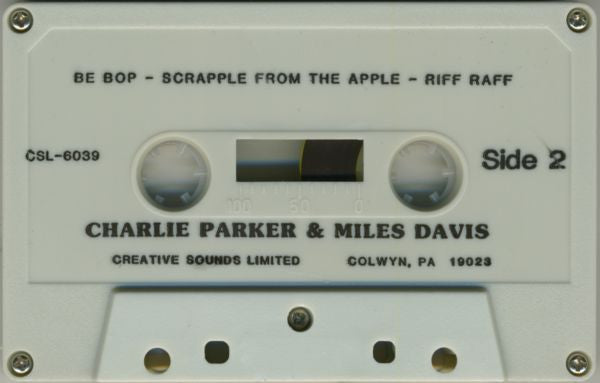 BE BOP - SCRAPPLE FROM THE APPLE - RIFF RAFF
CSL-6039
Side 2
100 50 0
CHARLIE PARKER & MILES DAVIS
CREATIVE SOUNDS LIMITED COLWYN, PA 19023